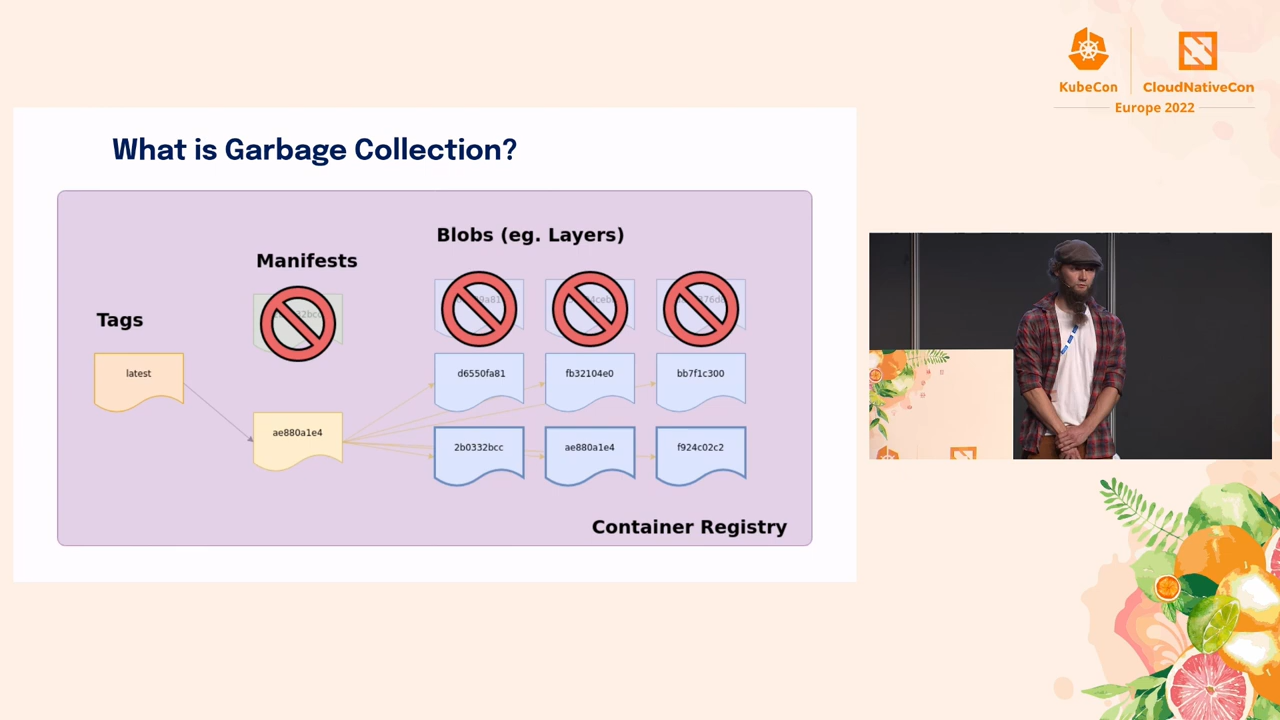 KubeCon
CloudNativeCon
Europe 2022
What is Garbage Collection?
Blobs (eg. Layers)
Manifests
Tags
latest
d6550fa81
fb32104e0
bb7f1c300
ae880a1e4
2b0332bcc
ae880a1e4
f924c02c2
Container Registry